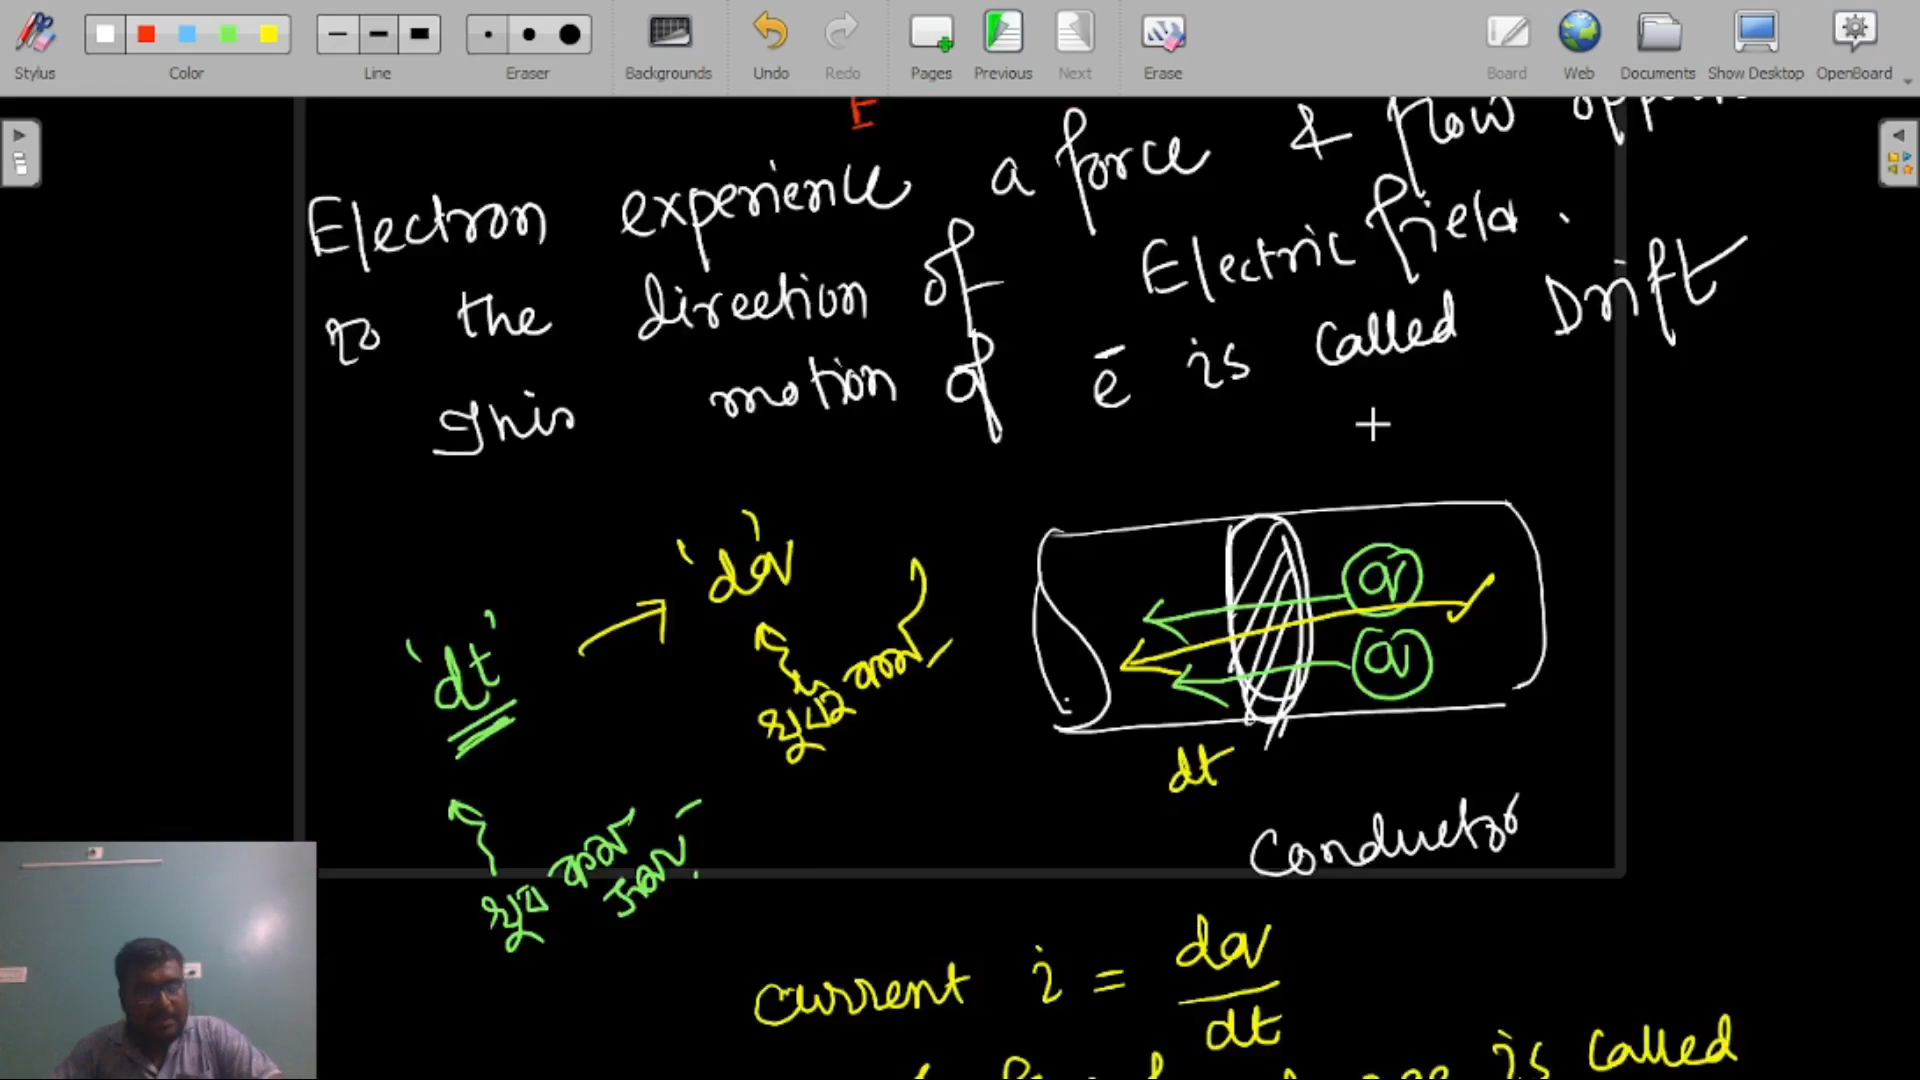 Stylus Color Line Eraser Backgrounds Undo Redo Pages Previous Next Erase Board Web Documents Show Desktop OpenBoard
E
Electron experience a force & flow
to the direction of Electric field.
This motion of e⁻ is called Drift
'dt' → 'dq'
q
q
dt
Conductor
current i = dq/dt
is called